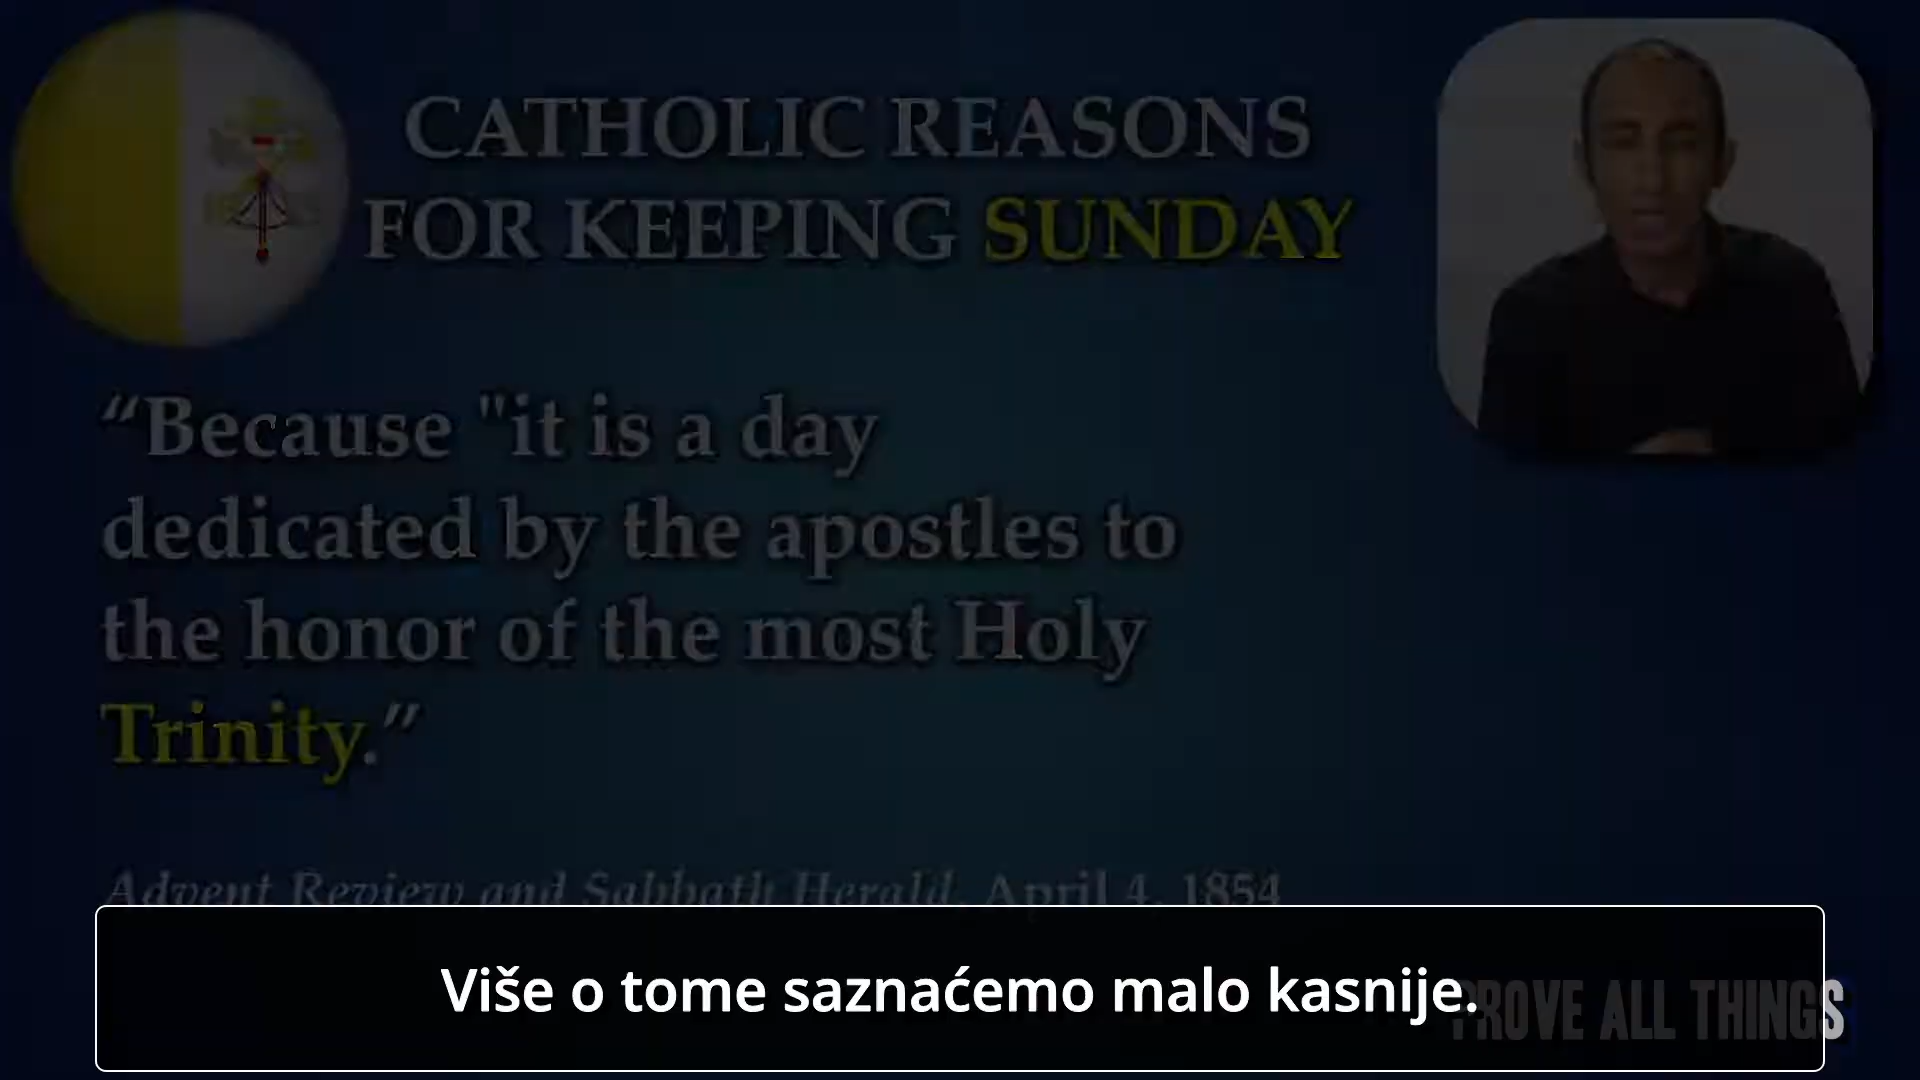 CATHOLIC REASONS
FOR KEEPING SUNDAY
“Because "it is a day
dedicated by the apostles to
the honor of the most Holy
Trinity.”
Advent Review and Sabbath Herald, April 4, 1854
Više o tome saznaćemo malo kasnije.
PROVE ALL THINGS